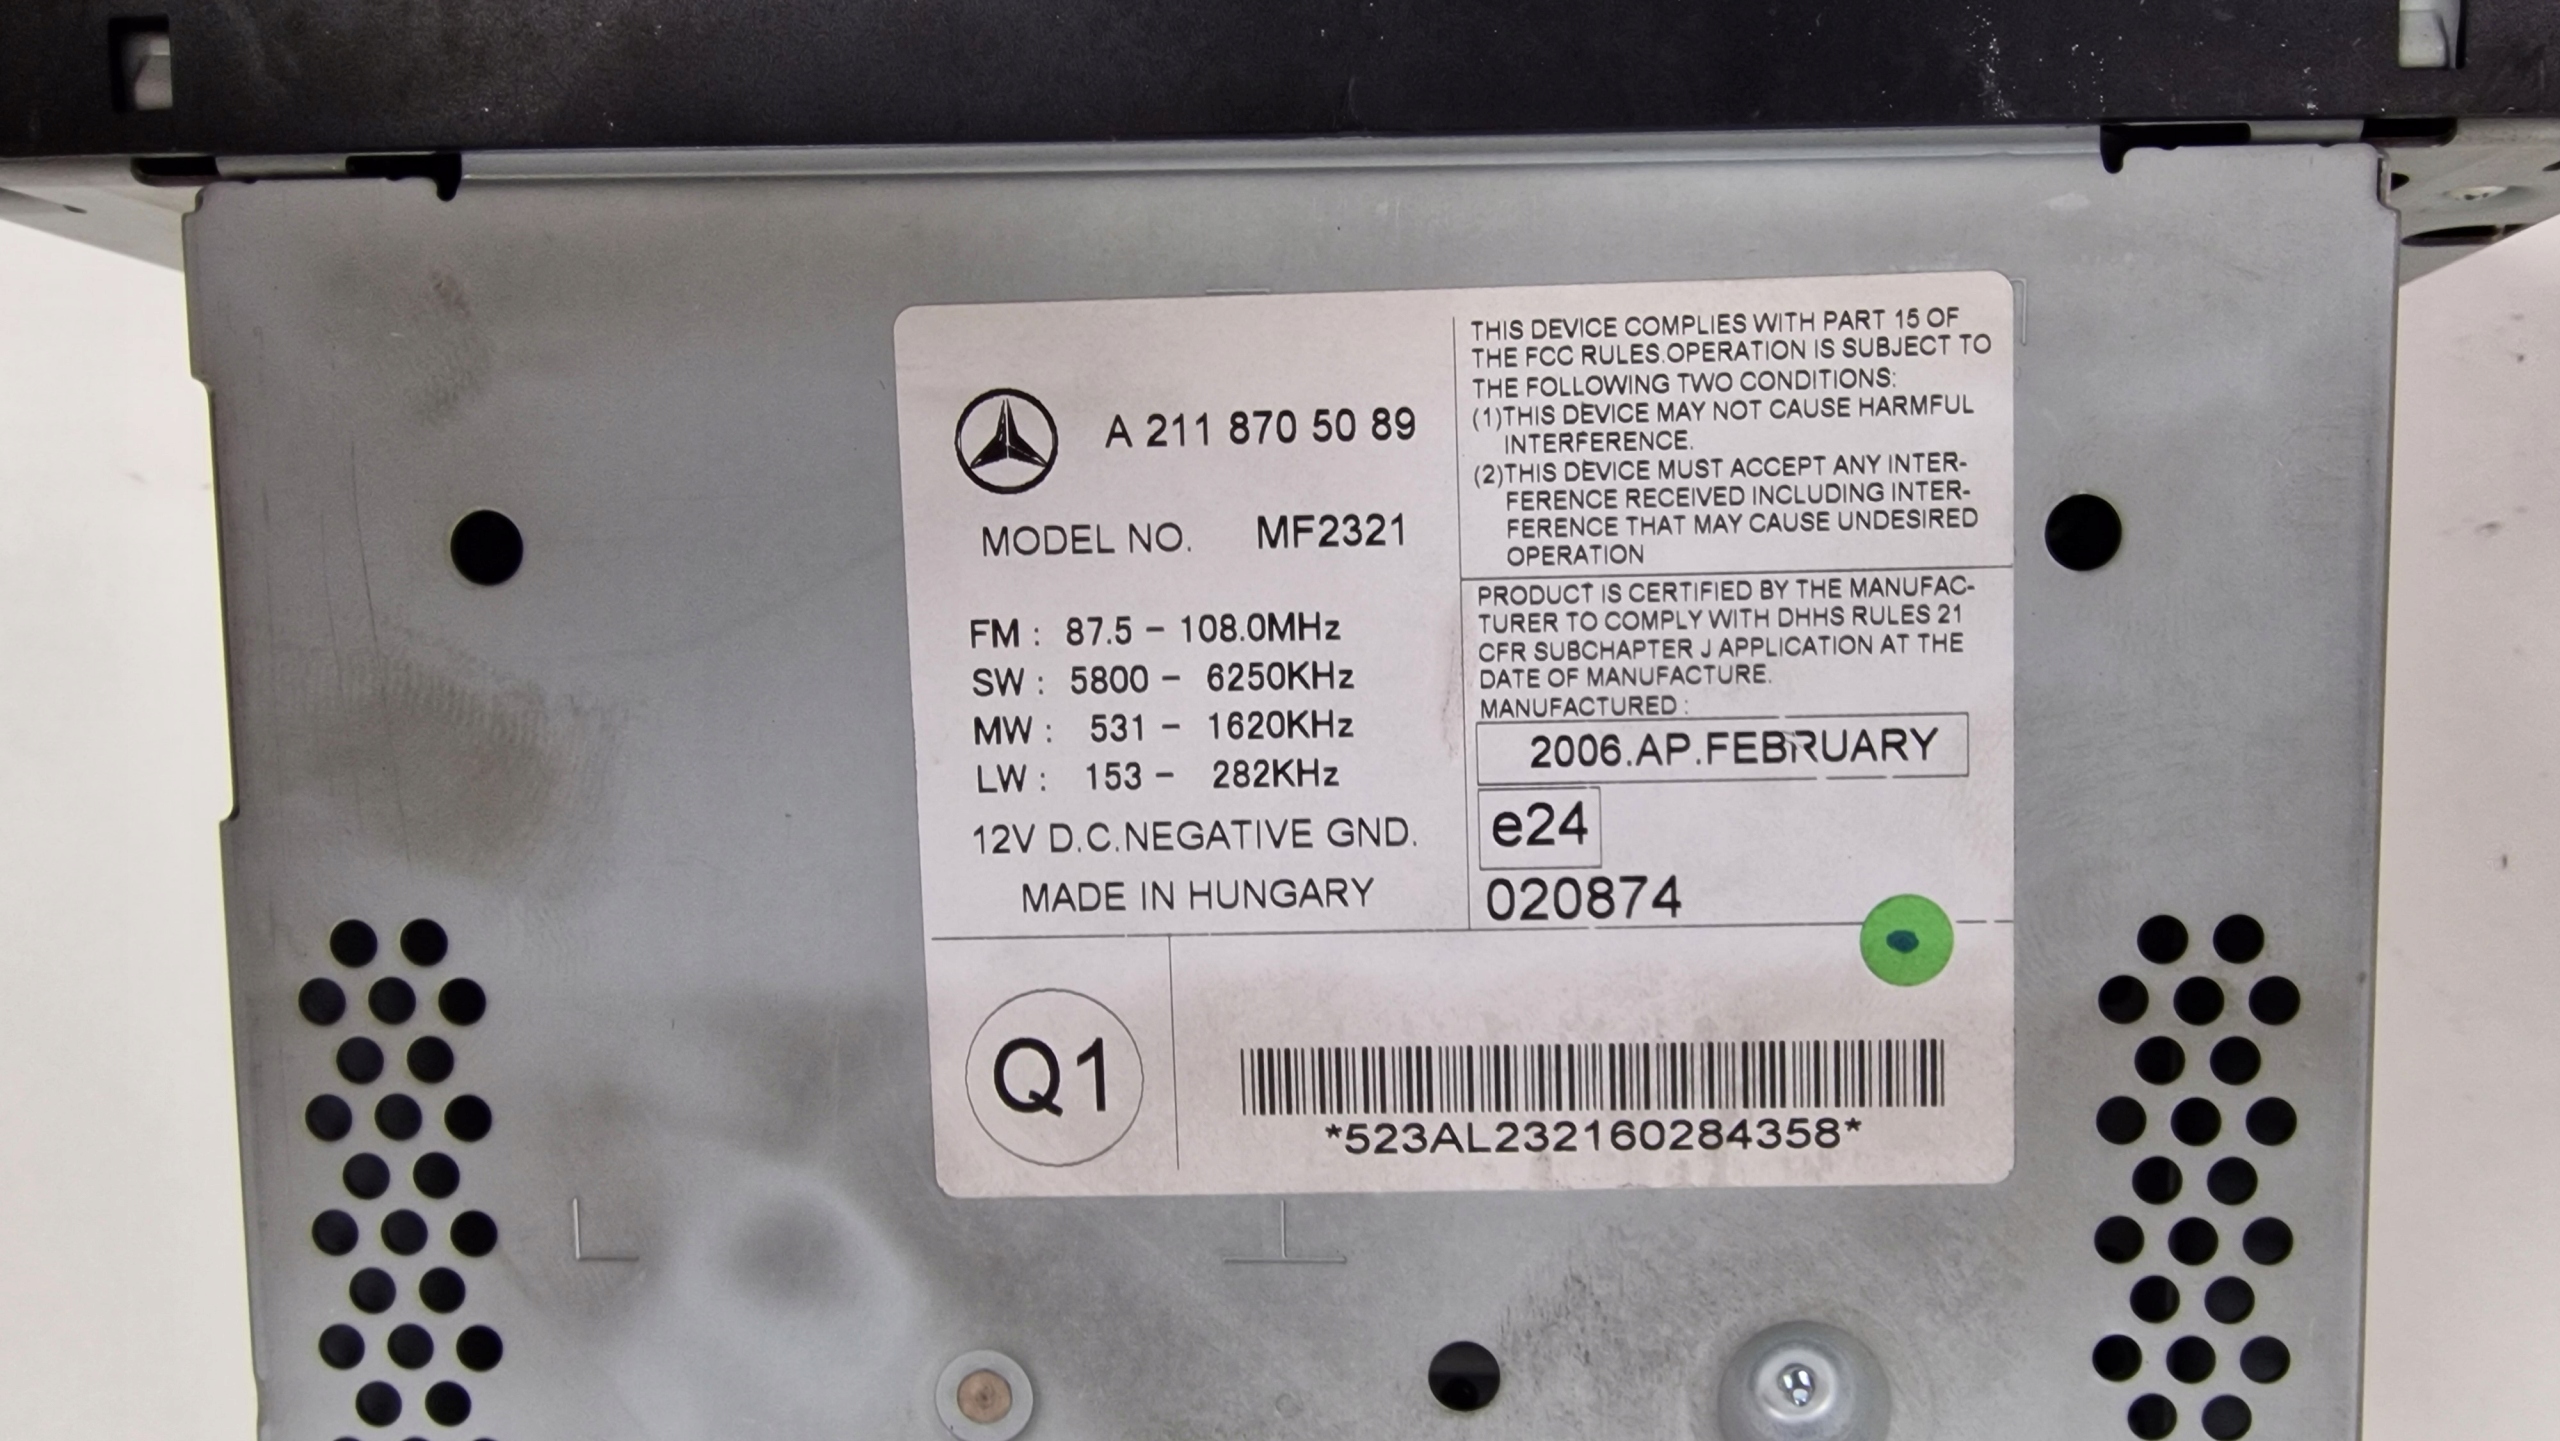 A 211 870 50 89
MODEL NO. MF2321
FM : 87.5 – 108.0MHz
SW : 5800 – 6250KHz
MW : 531 – 1620KHz
LW : 153 – 282KHz
12V D.C.NEGATIVE GND.
MADE IN HUNGARY
THIS DEVICE COMPLIES WITH PART 15 OF
THE FCC RULES.OPERATION IS SUBJECT TO
THE FOLLOWING TWO CONDITIONS:
(1)THIS DEVICE MAY NOT CAUSE HARMFUL
INTERFERENCE.
(2)THIS DEVICE MUST ACCEPT ANY INTER-
FERENCE RECEIVED INCLUDING INTER-
FERENCE THAT MAY CAUSE UNDESIRED
OPERATION
PRODUCT IS CERTIFIED BY THE MANUFAC-
TURER TO COMPLY WITH DHHS RULES 21
CFR SUBCHAPTER J APPLICATION AT THE
DATE OF MANUFACTURE.
MANUFACTURED :
2006.AP.FEBRUARY
e24
020874
Q1
*523AL232160284358*